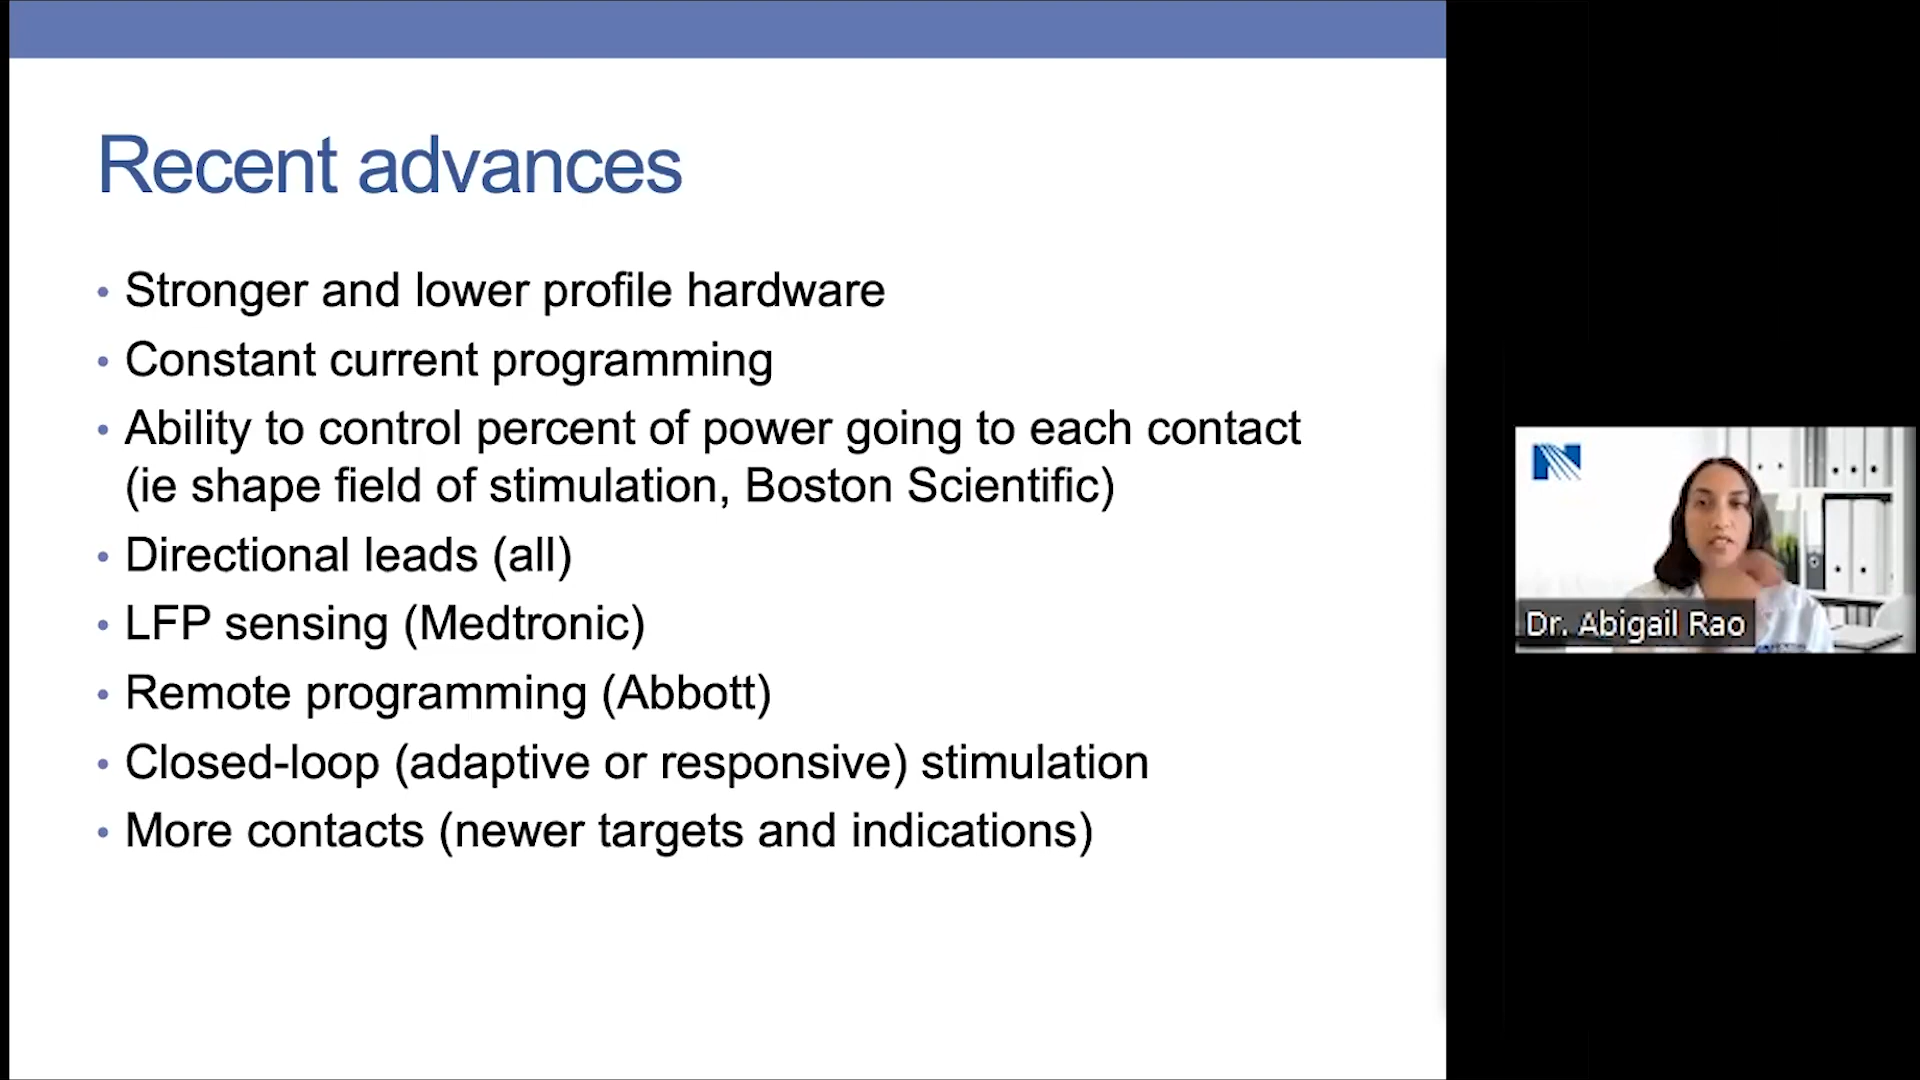 Recent advances
• Stronger and lower profile hardware
• Constant current programming
• Ability to control percent of power going to each contact
(ie shape field of stimulation, Boston Scientific)
• Directional leads (all)
• LFP sensing (Medtronic)
• Remote programming (Abbott)
• Closed-loop (adaptive or responsive) stimulation
• More contacts (newer targets and indications)
Dr. Abigail Rao